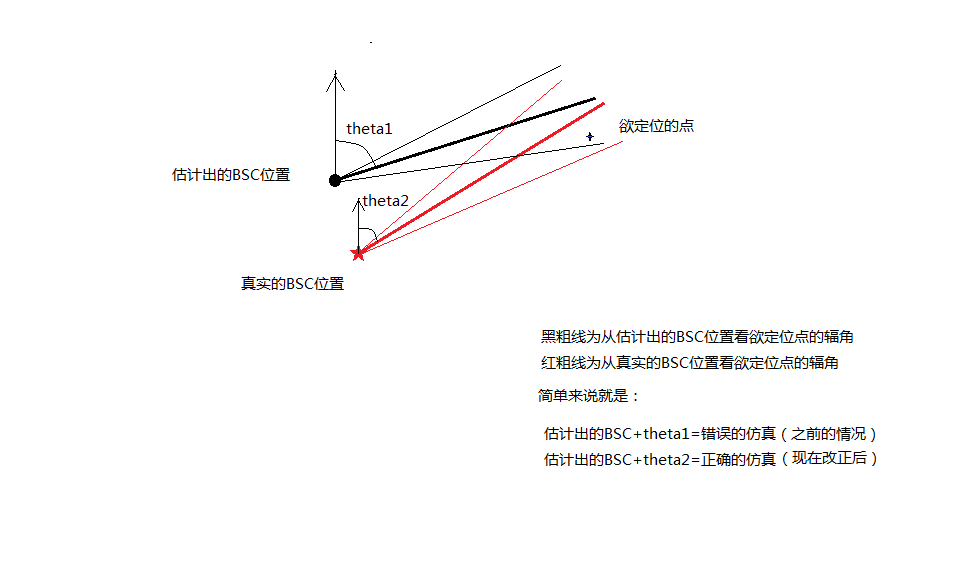 theta1
欲定位的点
估计出的BSC位置
theta2
真实的BSC位置
黑粗线为从估计出的BSC位置看欲定位点的辐角
红粗线为从真实的BSC位置看欲定位点的辐角
简单来说就是：
估计出的BSC+theta1=错误的仿真（之前的情况）
估计出的BSC+theta2=正确的仿真（现在改正后）